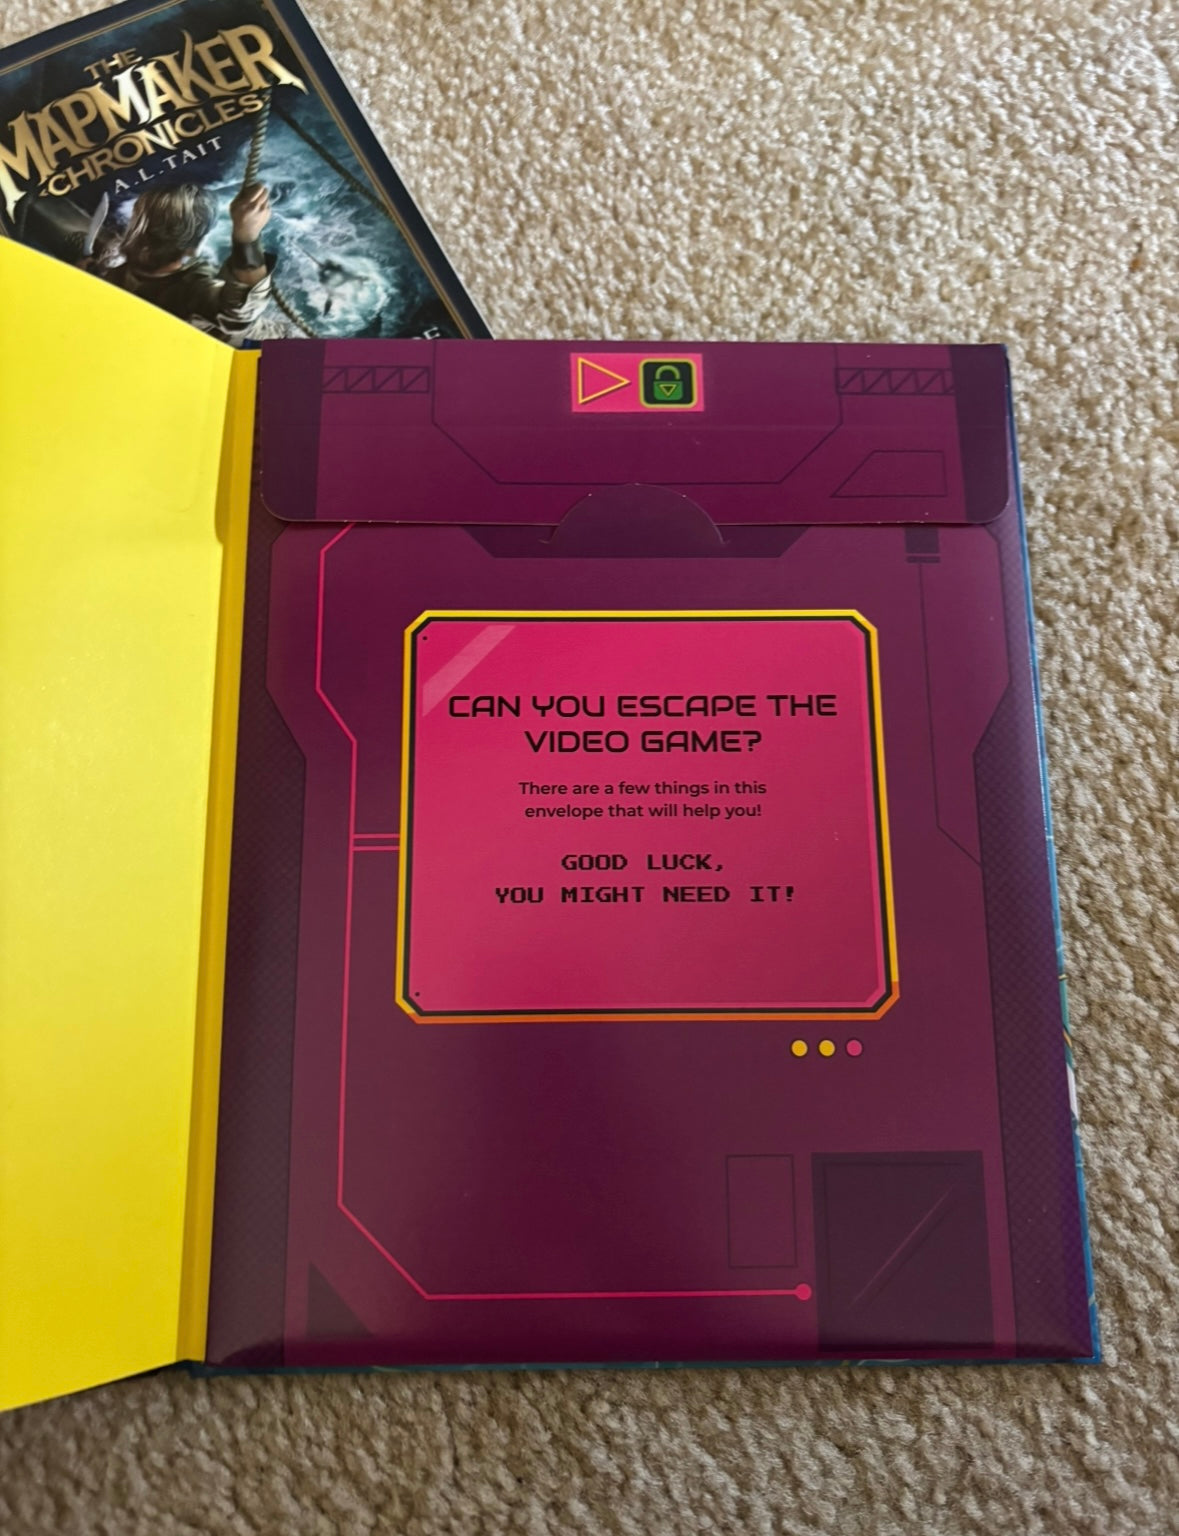 THE
MAPMAKER
CHRONICLES
A.L. TAIT
CAN YOU ESCAPE THE
VIDEO GAME?
There are a few things in this
envelope that will help you!
GOOD LUCK,
YOU MIGHT NEED IT!